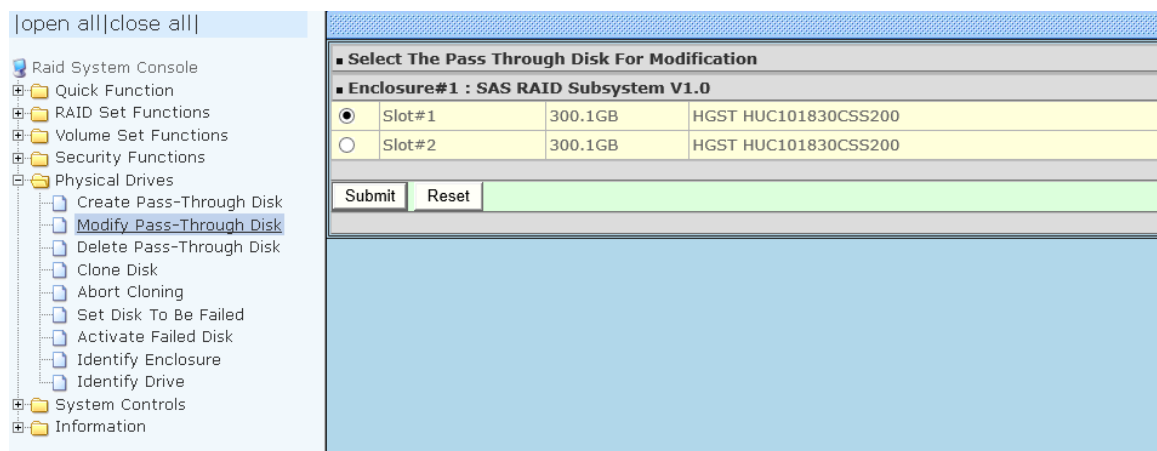 |open all|close all|
Raid System Console
Quick Function
RAID Set Functions
Volume Set Functions
Security Functions
Physical Drives
Create Pass-Through Disk
Modify Pass-Through Disk
Delete Pass-Through Disk
Clone Disk
Abort Cloning
Set Disk To Be Failed
Activate Failed Disk
Identify Enclosure
Identify Drive
System Controls
Information
Select The Pass Through Disk For Modification
Enclosure#1 : SAS RAID Subsystem V1.0
Slot#1 300.1GB HGST HUC101830CSS200
Slot#2 300.1GB HGST HUC101830CSS200
Submit Reset